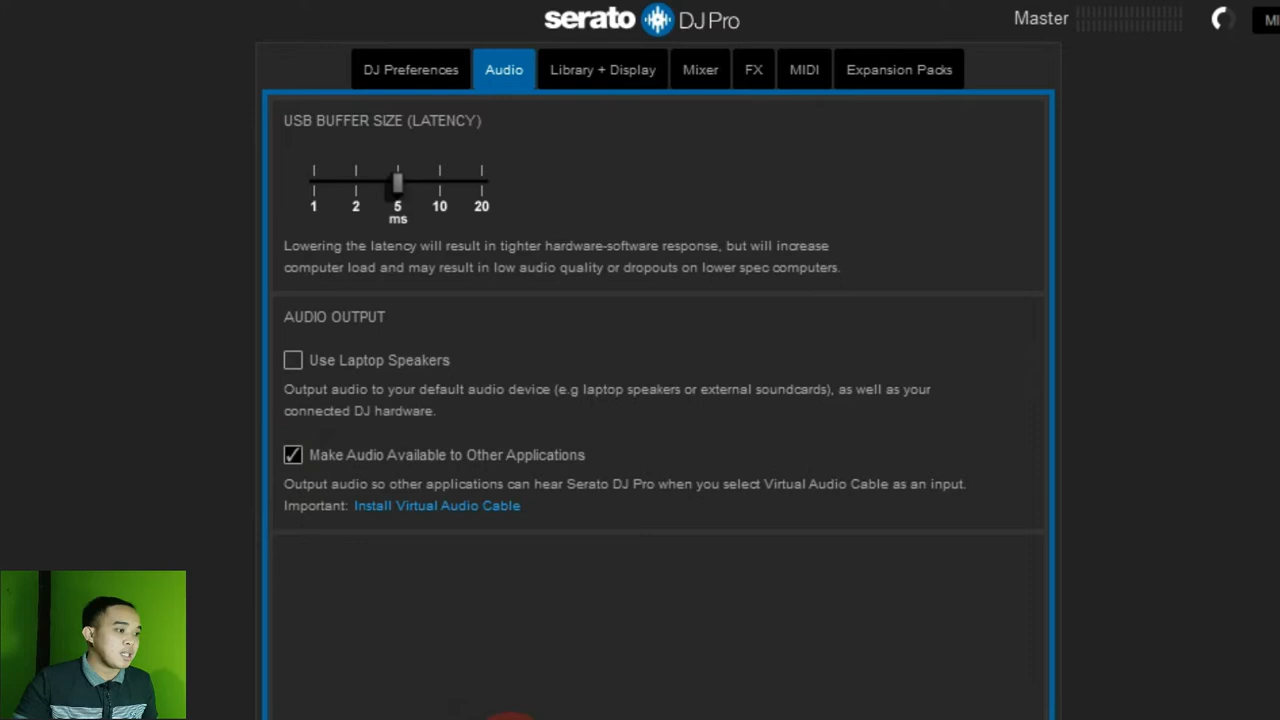 serato DJ Pro
Master
MI
DJ Preferences Audio Library + Display Mixer FX MIDI Expansion Packs
USB BUFFER SIZE (LATENCY)
1 2 5 10 20
ms
Lowering the latency will result in tighter hardware-software response, but will increase
computer load and may result in low audio quality or dropouts on lower spec computers.
AUDIO OUTPUT
Use Laptop Speakers
Output audio to your default audio device (e.g laptop speakers or external soundcards), as well as your
connected DJ hardware.
Make Audio Available to Other Applications
Output audio so other applications can hear Serato DJ Pro when you select Virtual Audio Cable as an input.
Important: Install Virtual Audio Cable